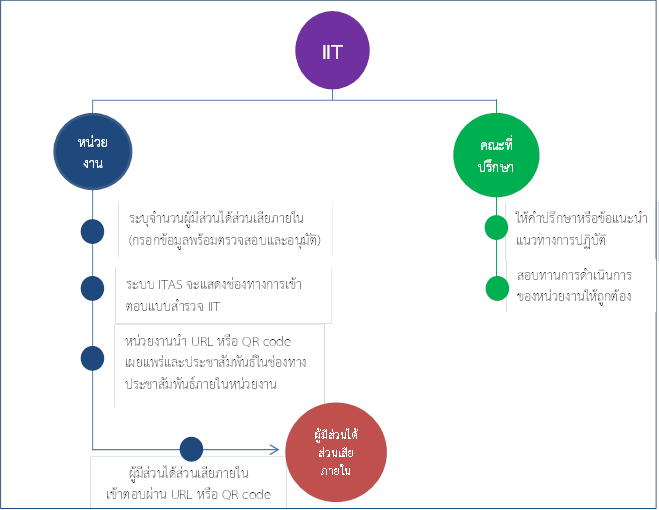 IIT
หน่วย
งาน
ระบุจำนวนผู้มีส่วนได้ส่วนเสียภายใน
(กรอกข้อมูลพร้อมตรวจสอบและอนุมัติ)
ระบบ ITAS จะแสดงช่องทางการเข้า
ตอบแบบสำรวจ IIT
หน่วยงานนำ URL หรือ QR code
เผยแพร่และประชาสัมพันธ์ในช่องทาง
ประชาสัมพันธ์ภายในหน่วยงาน
ผู้มีส่วนได้ส่วนเสียภายใน
เข้าตอบผ่าน URL หรือ QR code
ผู้มีส่วนได้
ส่วนเสีย
ภายใน
คณะที่
ปรึกษา
ให้คำปรึกษาหรือข้อแนะนำ
แนวทางการปฏิบัติ
สอบทานการดำเนินการ
ของหน่วยงานให้ถูกต้อง